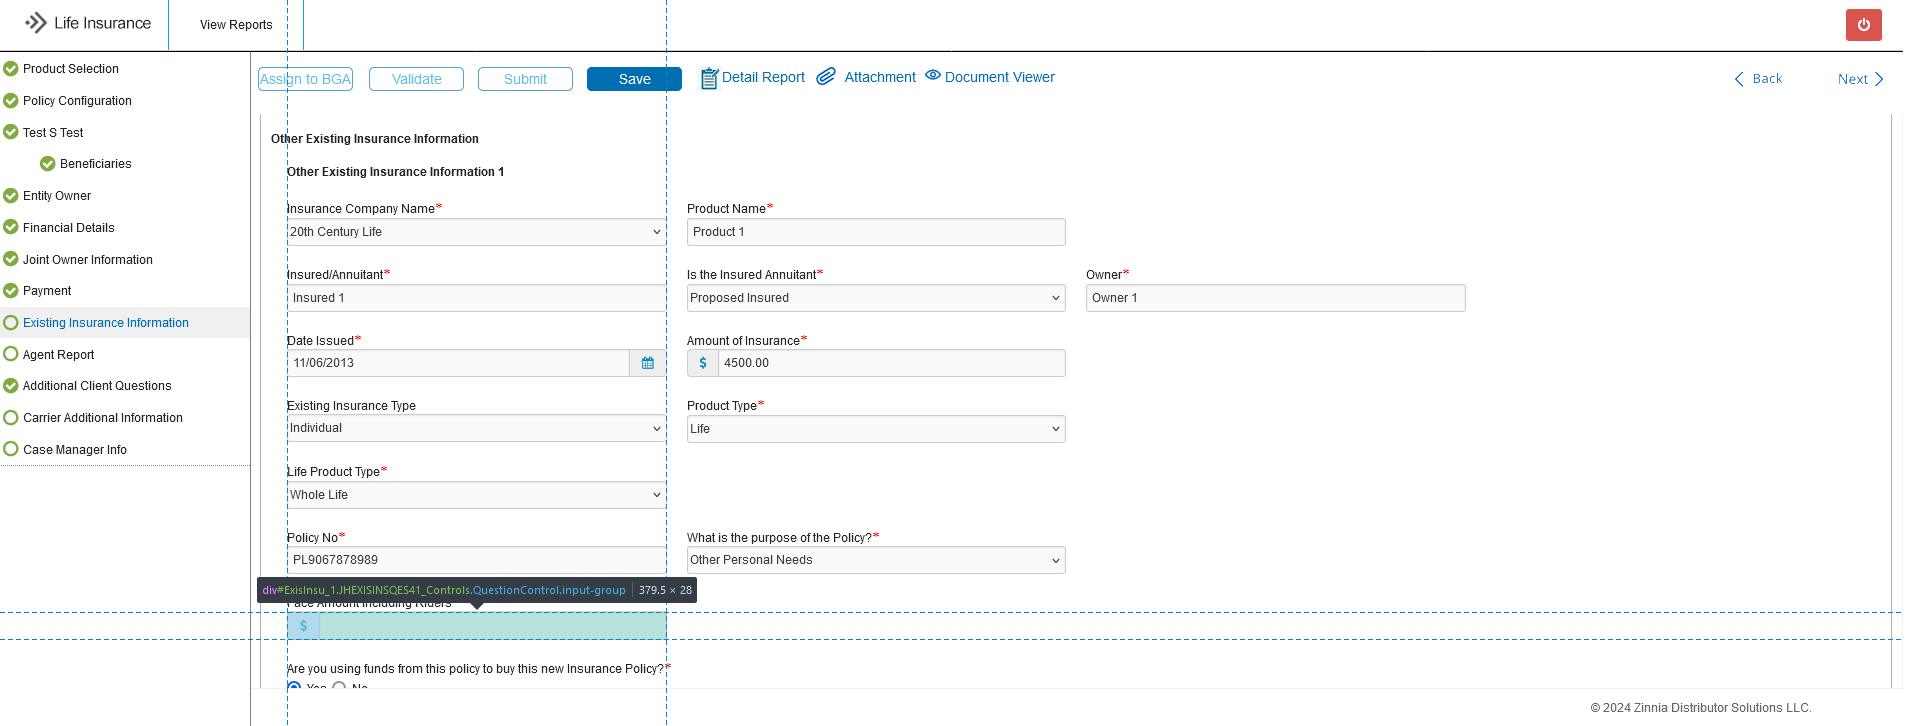 Life Insurance
View Reports
Product Selection
Policy Configuration
Test S Test
Beneficiaries
Entity Owner
Financial Details
Joint Owner Information
Payment
Existing Insurance Information
Agent Report
Additional Client Questions
Carrier Additional Information
Case Manager Info
Assign to BGA Validate Submit Save Detail Report Attachment Document Viewer Back Next
Other Existing Insurance Information
Other Existing Insurance Information 1
Insurance Company Name* Product Name*
20th Century Life Product 1
Insured/Annuitant* Is the Insured Annuitant* Owner*
Insured 1 Proposed Insured Owner 1
Date Issued* Amount of Insurance*
11/06/2013 $ 4500.00
Existing Insurance Type Product Type*
Individual Life
Life Product Type*
Whole Life
Policy No* What is the purpose of the Policy?*
PL9067878989 Other Personal Needs
div#ExisInsu_1.JHEXISINSQES41_Controls.QuestionControl.input-group 379.5 × 28
Face Amount Including Riders
$
Are you using funds from this policy to buy this new Insurance Policy?*
Yes No
© 2024 Zinnia Distributor Solutions LLC.